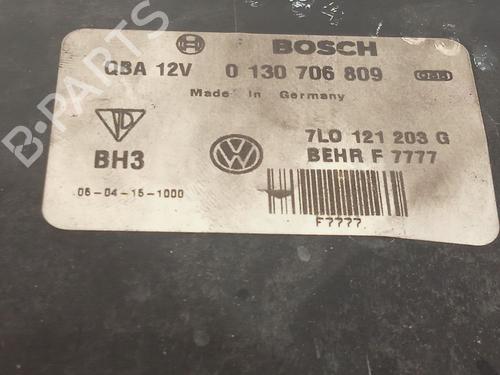 BOSCH
QBA 12V 0 130 706 809
Made in Germany
7L0 121 203 G
BH3
BEHR F 7777
06-04-15-1000
F7777
B-PARTS